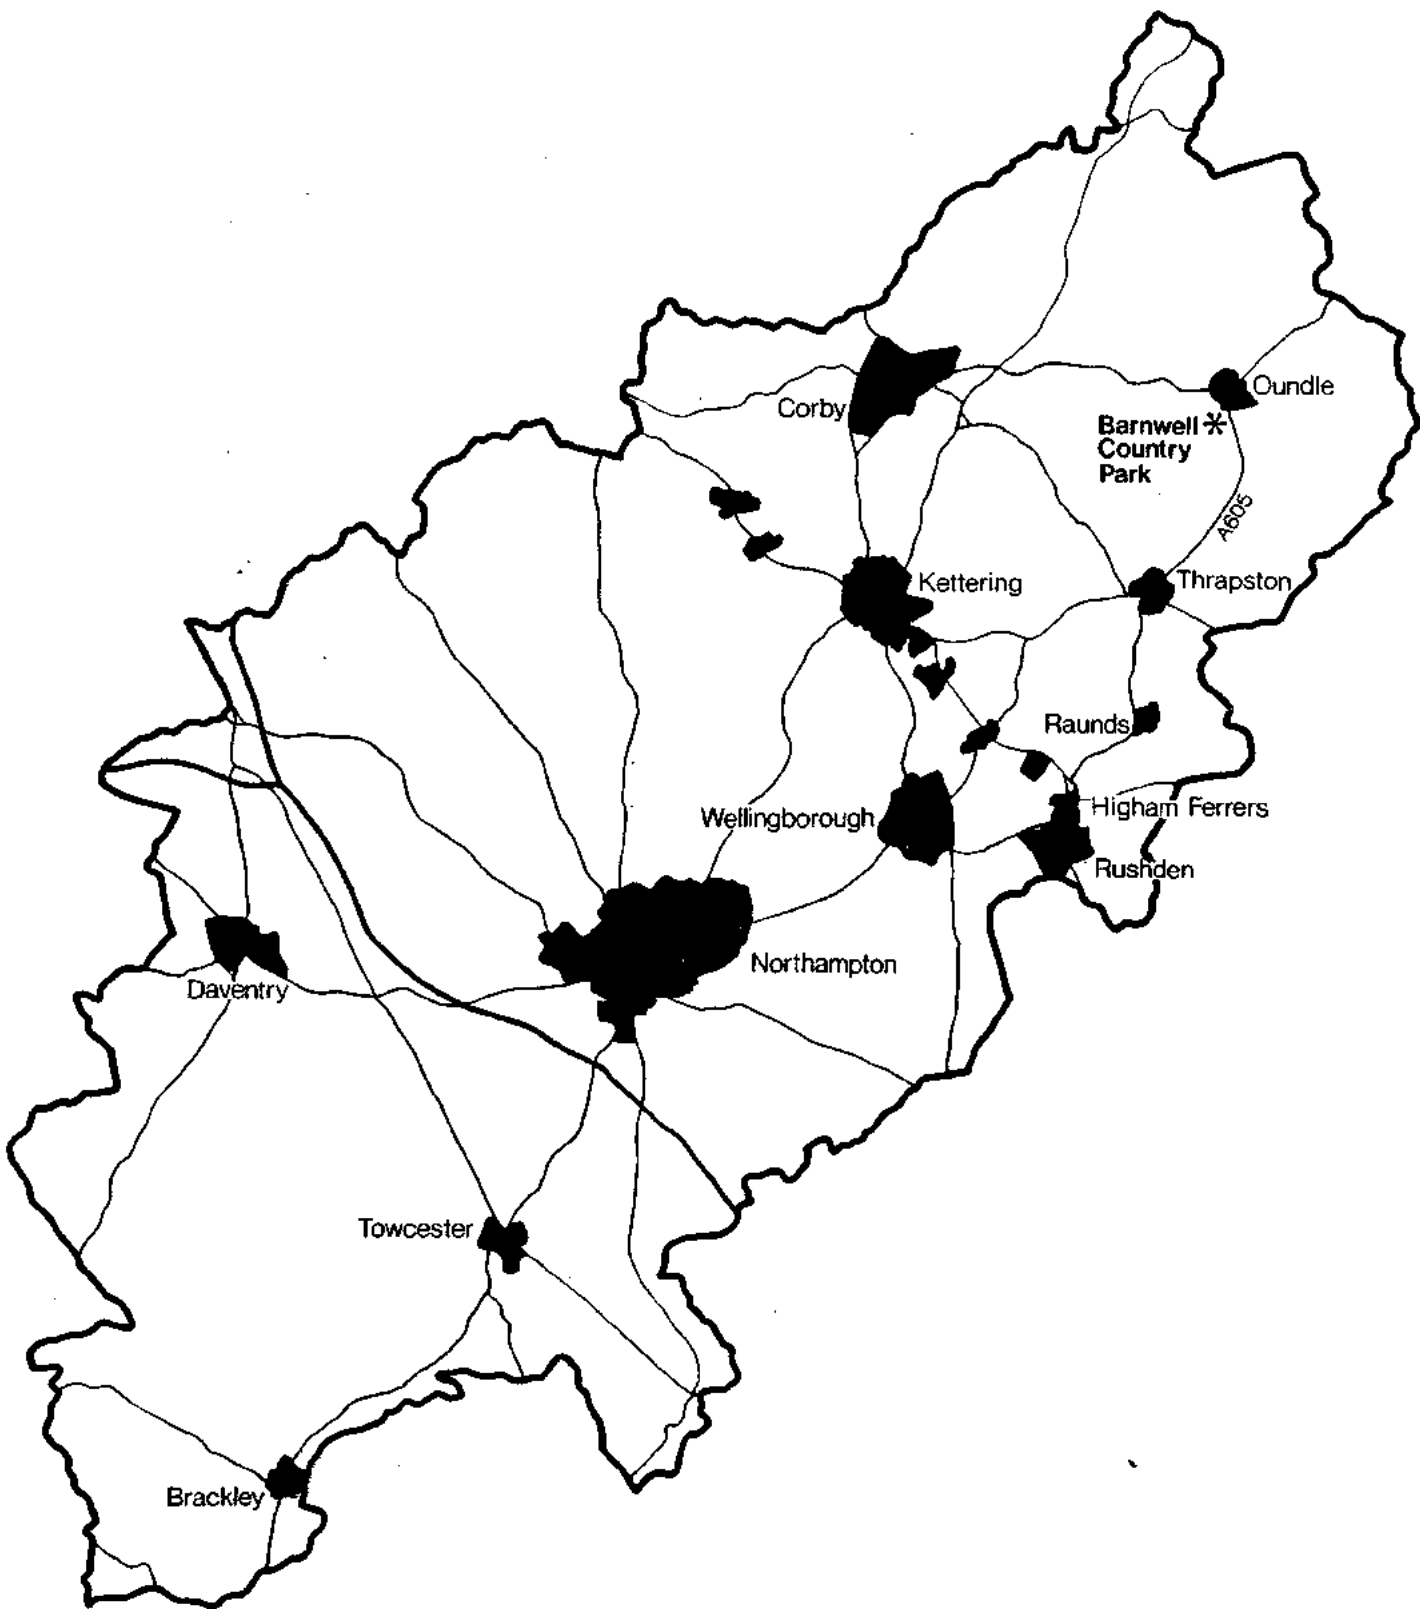 Oundle
Corby
Barnwell
Country
Park
A605
Kettering
Thrapston
Raunds
Wellingborough
Higham Ferrers
Rushden
Northampton
Daventry
Towcester
Brackley